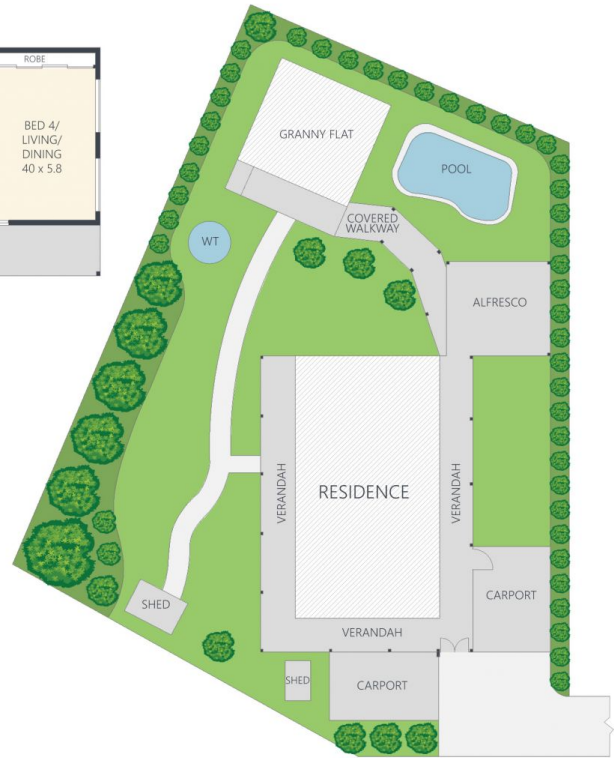 ROBE
BED 4/
LIVING/
DINING
40 x 5.8
GRANNY FLAT
POOL
COVERED
WALKWAY
WT
ALFRESCO
VERANDAH
RESIDENCE
VERANDAH
SHED
CARPORT
VERANDAH
SHED
CARPORT